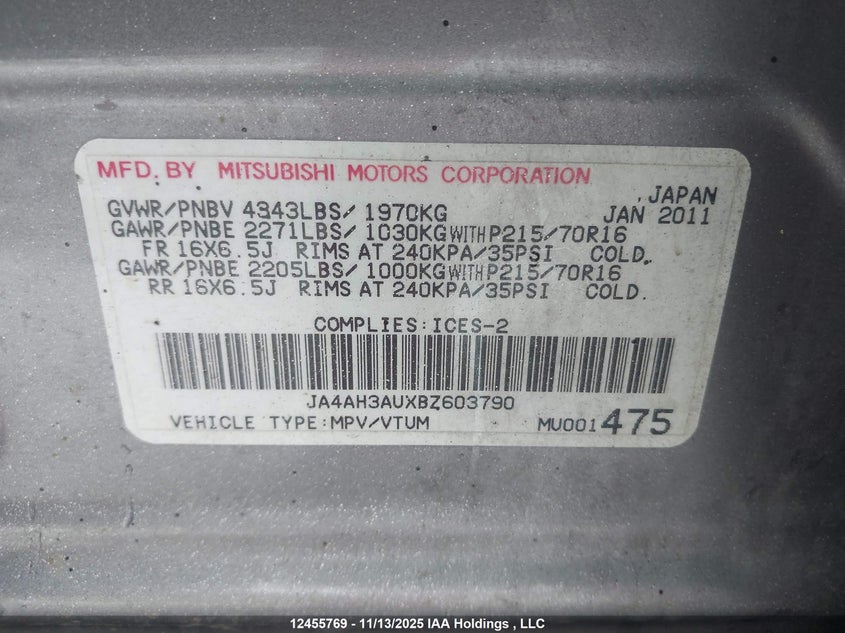 MFD. BY MITSUBISHI MOTORS CORPORATION
, JAPAN
GVWR/PNBV 4343LBS/ 1970KG JAN 2011
GAWR/PNBE 2271LBS/ 1030KG WITH P215/70R16
FR 16X6.5J RIMS AT 240KPA/35PSI COLD.
GAWR/PNBE 2205LBS/ 1000KG WITH P215/70R16
RR 16X6.5J RIMS AT 240KPA/35PSI COLD.
COMPLIES:ICES-2
JA4AH3AUXBZ603790
VEHICLE TYPE:MPV/VTUM MU001 475
12455769 - 11/13/2025 IAA Holdings , LLC